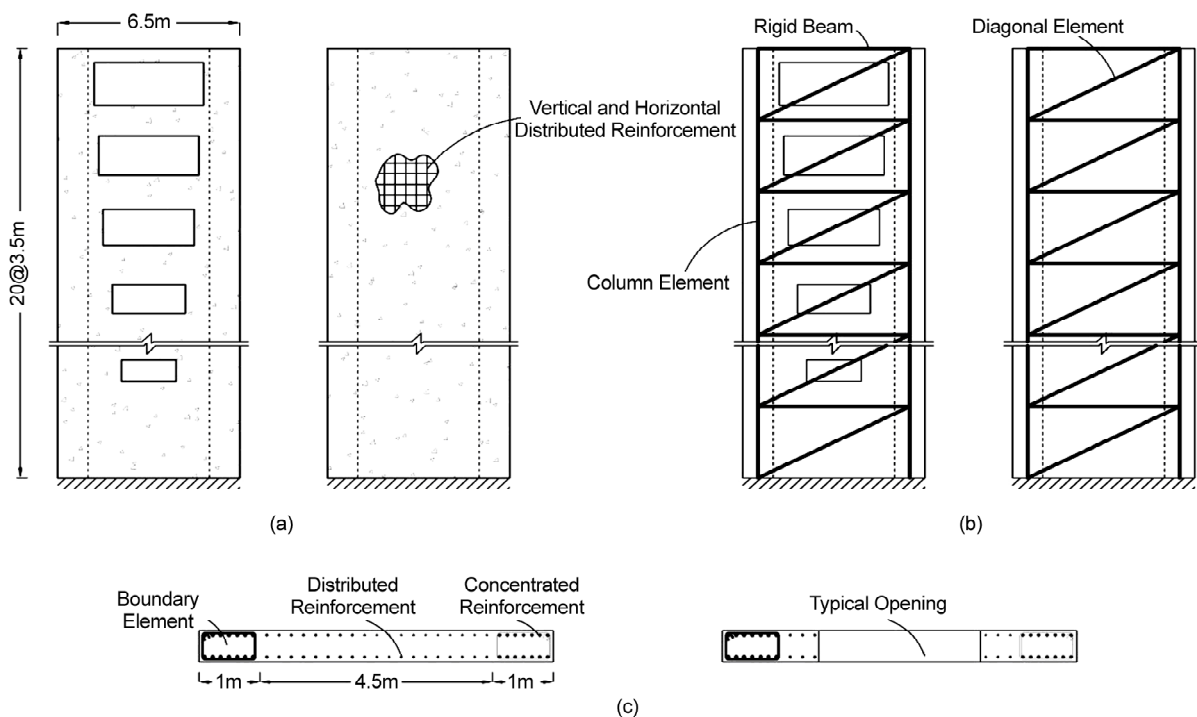 6.5m
20@3.5m
Vertical and Horizontal
Distributed Reinforcement
(a)
Rigid Beam
Diagonal Element
Column Element
(b)
Boundary
Element
Distributed
Reinforcement
Concentrated
Reinforcement
1m
4.5m
1m
Typical Opening
(c)